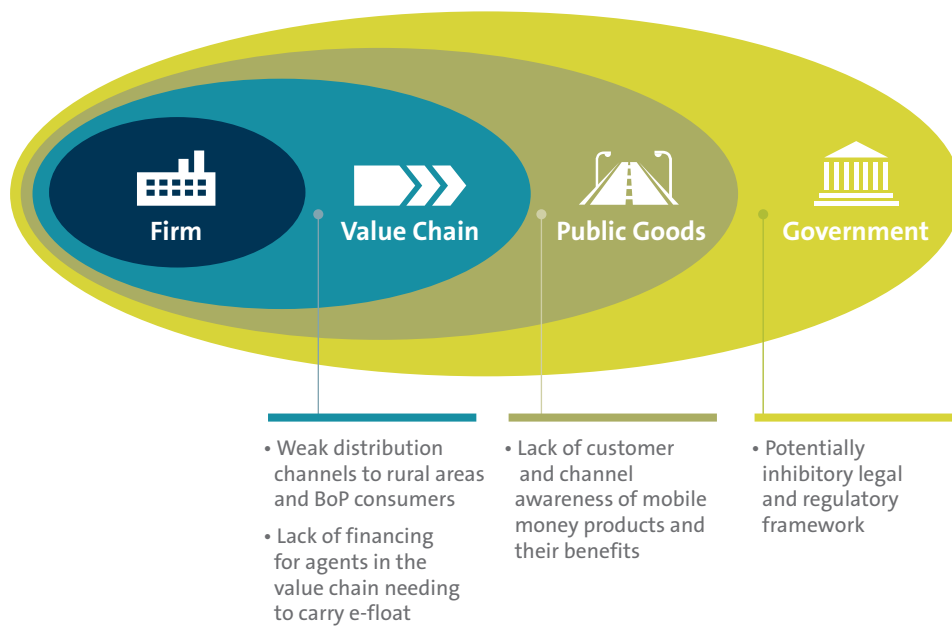 Firm
Value Chain
Public Goods
Government
• Weak distribution
channels to rural areas
and BoP consumers
• Lack of financing
for agents in the
value chain needing
to carry e-float
• Lack of customer
and channel
awareness of mobile
money products and
their benefits
• Potentially
inhibitory legal
and regulatory
framework